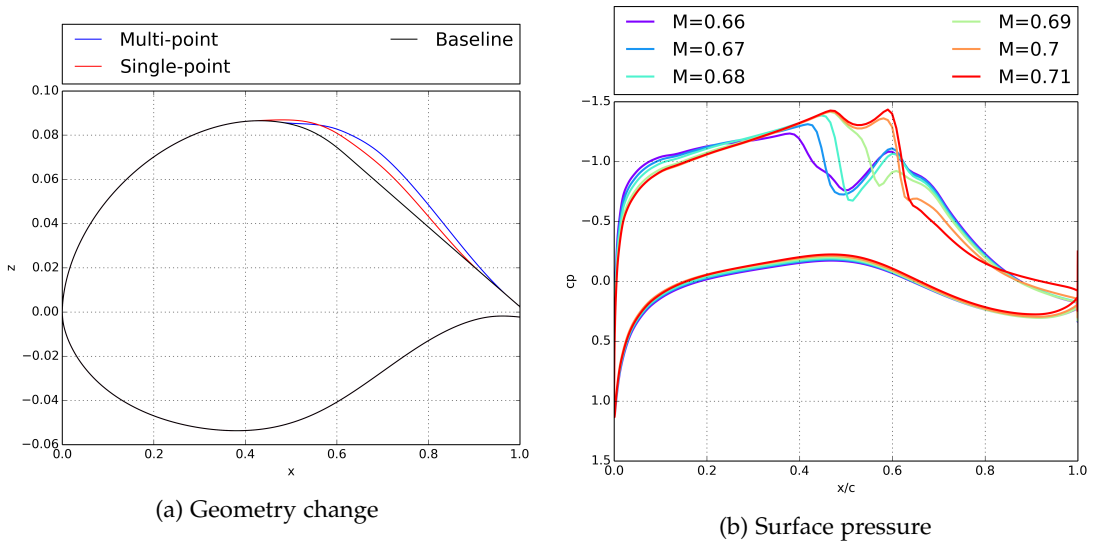 Multi-point
Single-point
Baseline
0.10
0.08
0.06
0.04
0.02
0.00
−0.02
−0.04
−0.06
0.0 0.2 0.4 0.6 0.8 1.0
z
x
(a) Geometry change
M=0.66
M=0.67
M=0.68
M=0.69
M=0.7
M=0.71
−1.5
−1.0
−0.5
0.0
0.5
1.0
1.5
0.0 0.2 0.4 0.6 0.8 1.0
cp
x/c
(b) Surface pressure